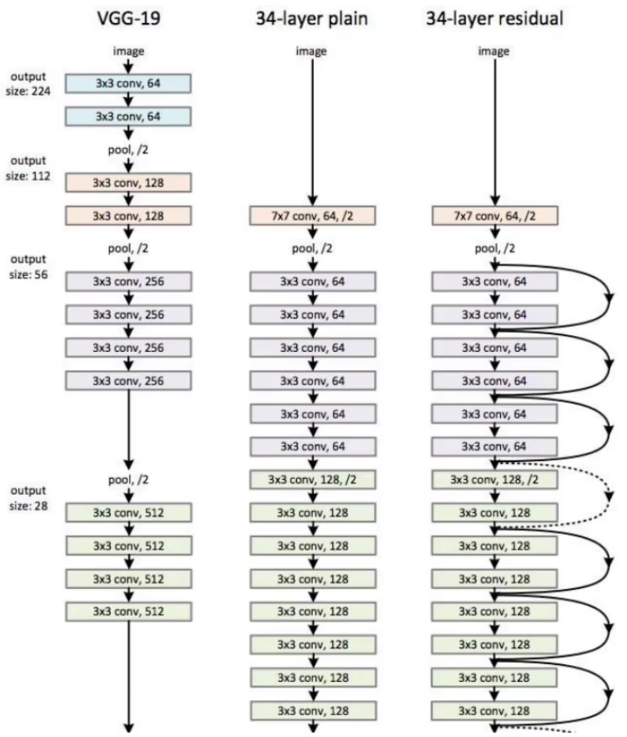 VGG-19
34-layer plain
34-layer residual
image
image
image
output
size: 224
3x3 conv, 64
3x3 conv, 64
pool, /2
output
size: 112
3x3 conv, 128
3x3 conv, 128
7x7 conv, 64, /2
7x7 conv, 64, /2
pool, /2
pool, /2
pool, /2
output
size: 56
3x3 conv, 256
3x3 conv, 64
3x3 conv, 64
3x3 conv, 256
3x3 conv, 64
3x3 conv, 64
3x3 conv, 256
3x3 conv, 64
3x3 conv, 64
3x3 conv, 256
3x3 conv, 64
3x3 conv, 64
3x3 conv, 64
3x3 conv, 64
3x3 conv, 64
3x3 conv, 64
pool, /2
3x3 conv, 128, /2
3x3 conv, 128, /2
output
size: 28
3x3 conv, 512
3x3 conv, 128
3x3 conv, 128
3x3 conv, 512
3x3 conv, 128
3x3 conv, 128
3x3 conv, 512
3x3 conv, 128
3x3 conv, 128
3x3 conv, 512
3x3 conv, 128
3x3 conv, 128
3x3 conv, 128
3x3 conv, 128
3x3 conv, 128
3x3 conv, 128
3x3 conv, 128
3x3 conv, 128